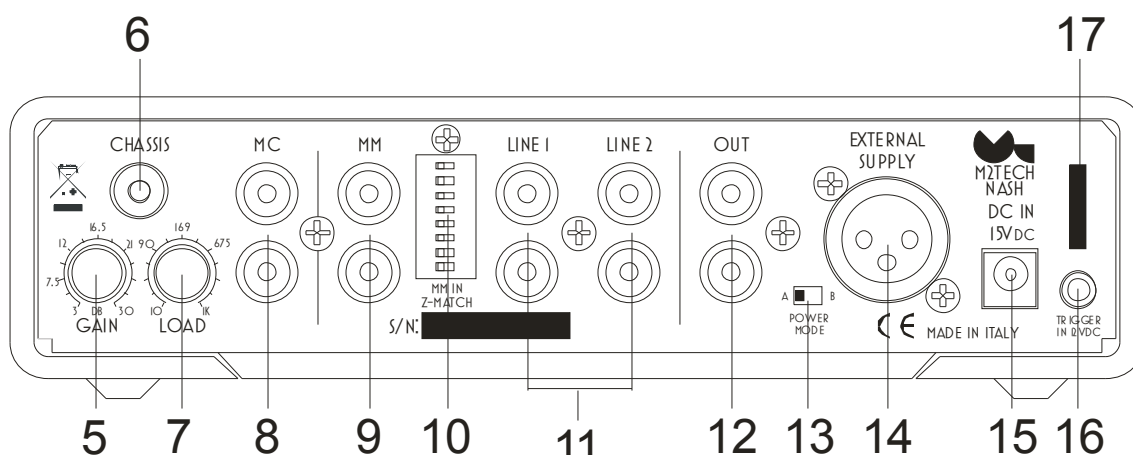 6
17
CHASSIS
MC
MM
LINE 1
LINE 2
OUT
EXTERNAL
SUPPLY
M2TECH
NASH
DC IN
15VDC
16.5
12
21
7.5
3
DB
30
GAIN
169
90
675
10
1K
LOAD
MM IN
Z-MATCH
S/N:
A
B
POWER
MODE
CE
MADE IN ITALY
TRIGGER
IN 12VDC
5
7
8
9
10
11
12
13
14
15
16